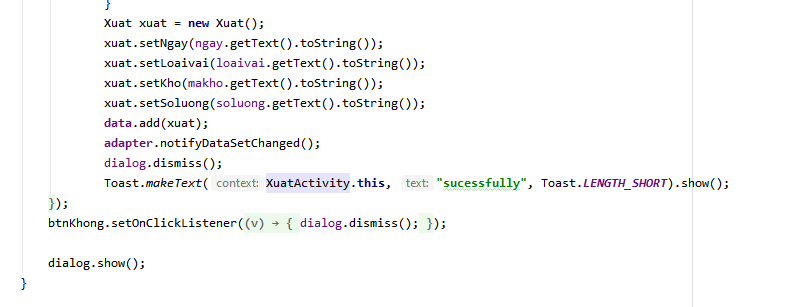 }
Xuat xuat = new Xuat();
xuat.setNgay(ngay.getText().toString());
xuat.setLoaivai(loaivai.getText().toString());
xuat.setKho(makho.getText().toString());
xuat.setSoluong(soluong.getText().toString());
data.add(xuat);
adapter.notifyDataSetChanged();
dialog.dismiss();
Toast.makeText( context: XuatActivity.this, text: "sucessfully", Toast.LENGTH_SHORT).show();
});
btnKhong.setOnClickListener((v) → { dialog.dismiss(); });
dialog.show();
}